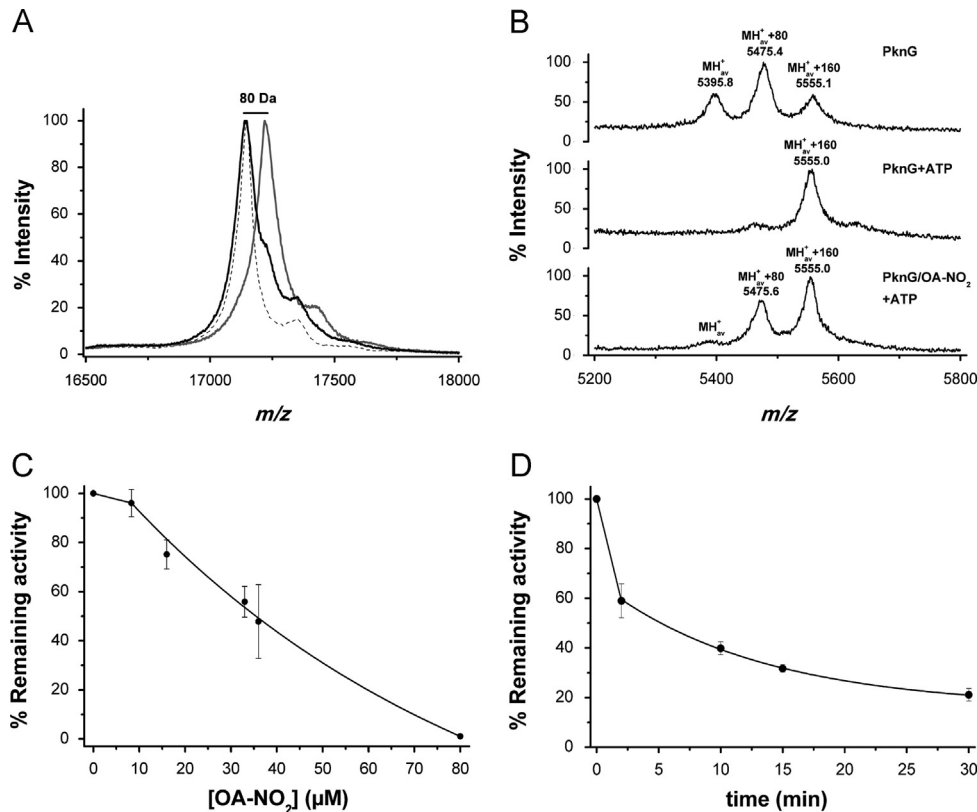 A
80 Da
100
80
60
40
20
0
% Intensity
16500 17000 17500 18000
m/z
B
MH⁺av
5395.8
MH⁺av+80
5475.4
MH⁺av+160
5555.1
PknG
100
50
0
MH⁺av+160
5555.0
PknG+ATP
100
50
0
MH⁺av
MH⁺av+80
5475.6
MH⁺av+160
5555.0
PknG/OA-NO₂
+ATP
100
50
0
% Intensity
5200 5400 5600 5800
m/z
C
100
80
60
40
20
0
% Remaining activity
0 10 20 30 40 50 60 70 80
[OA-NO₂] (μM)
D
100
80
60
40
20
0
% Remaining activity
0 5 10 15 20 25 30
time (min)